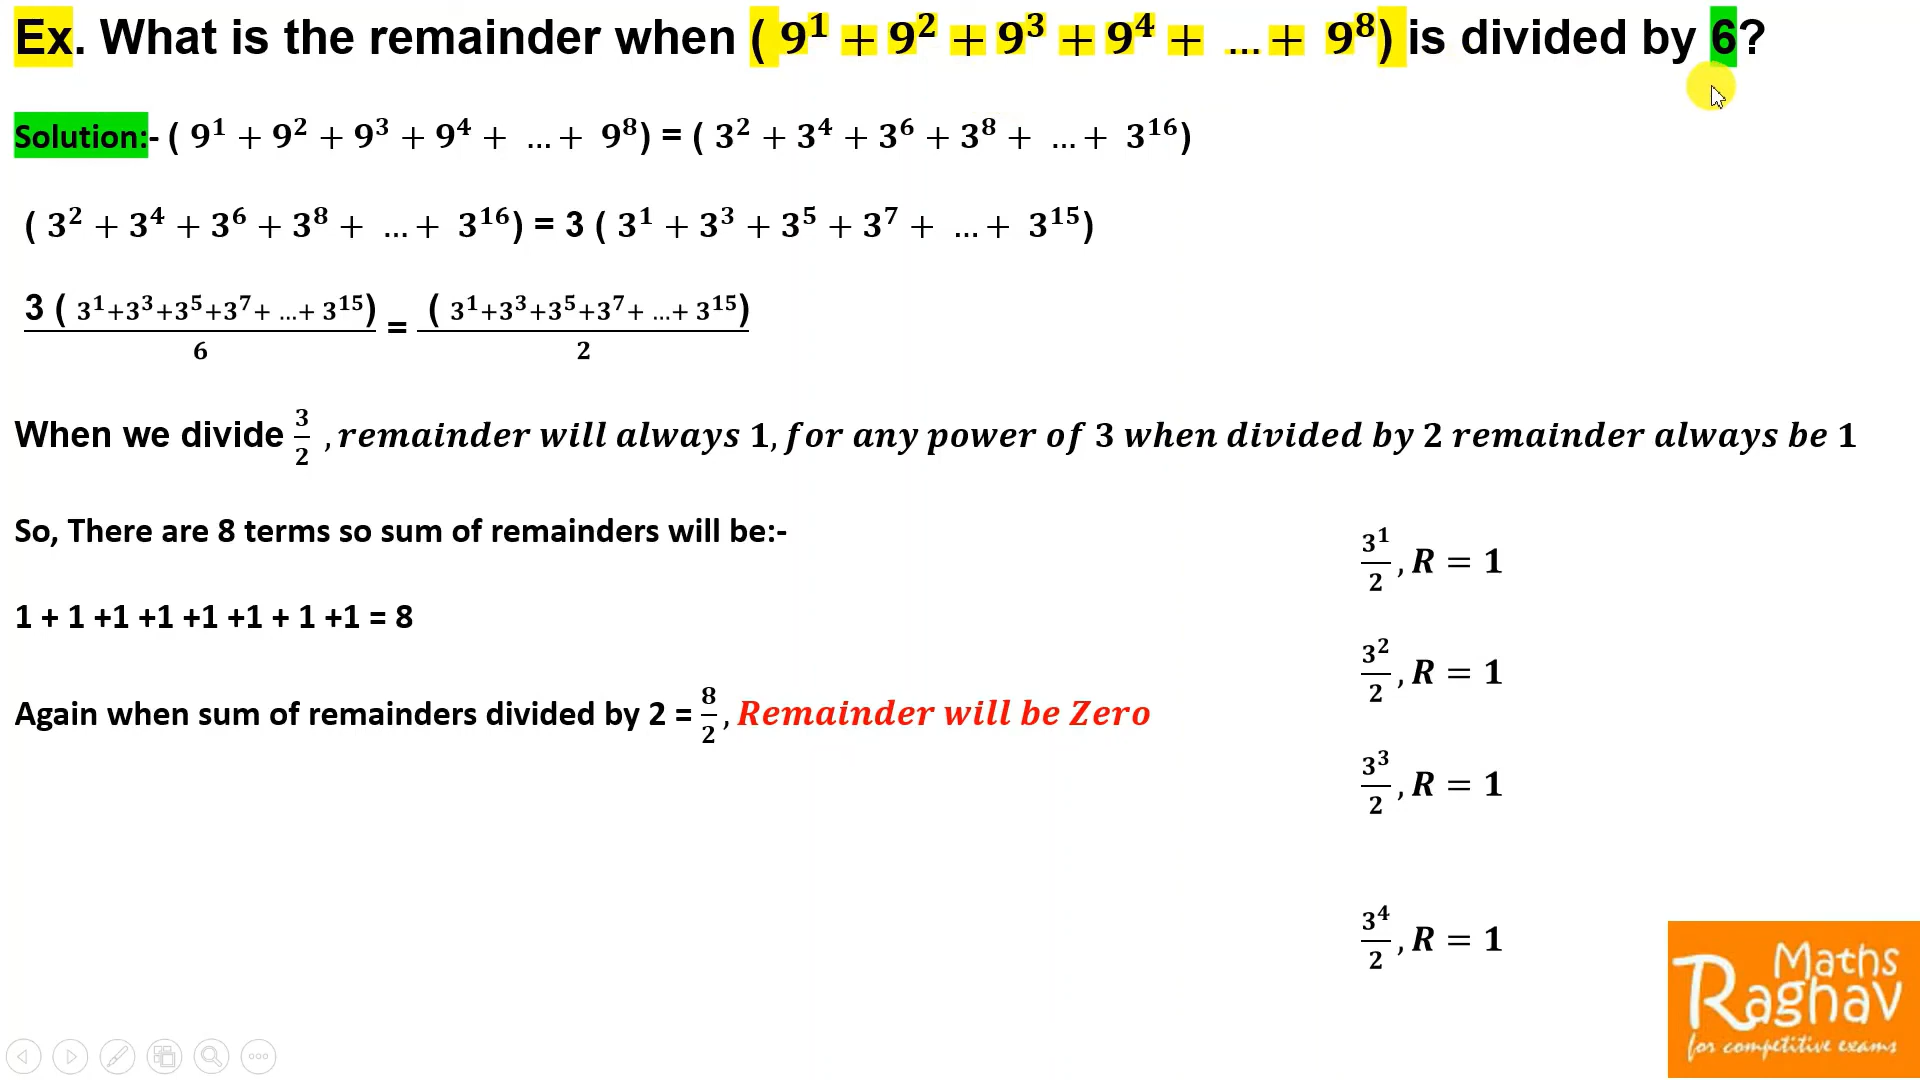 Ex. What is the remainder when ( 9¹ + 9² + 9³ + 9⁴ + ... + 9⁸) is divided by 6?
Solution:- ( 9¹ + 9² + 9³ + 9⁴ + ... + 9⁸) = ( 3² + 3⁴ + 3⁶ + 3⁸ + ... + 3¹⁶)
( 3² + 3⁴ + 3⁶ + 3⁸ + ... + 3¹⁶) = 3 ( 3¹ + 3³ + 3⁵ + 3⁷ + ... + 3¹⁵)
3 ( 3¹+3³+3⁵+3⁷+ ...+ 3¹⁵)/6 = ( 3¹+3³+3⁵+3⁷+ ...+ 3¹⁵)/2
When we divide 3/2 , remainder will always 1, for any power of 3 when divided by 2 remainder always be 1
So, There are 8 terms so sum of remainders will be:-
1 + 1 +1 +1 +1 +1 + 1 +1 = 8
Again when sum of remainders divided by 2 = 8/2, Remainder will be Zero
3¹/2, R = 1
3²/2, R = 1
3³/2, R = 1
3⁴/2, R = 1
Maths
Raghav
for competitive exams